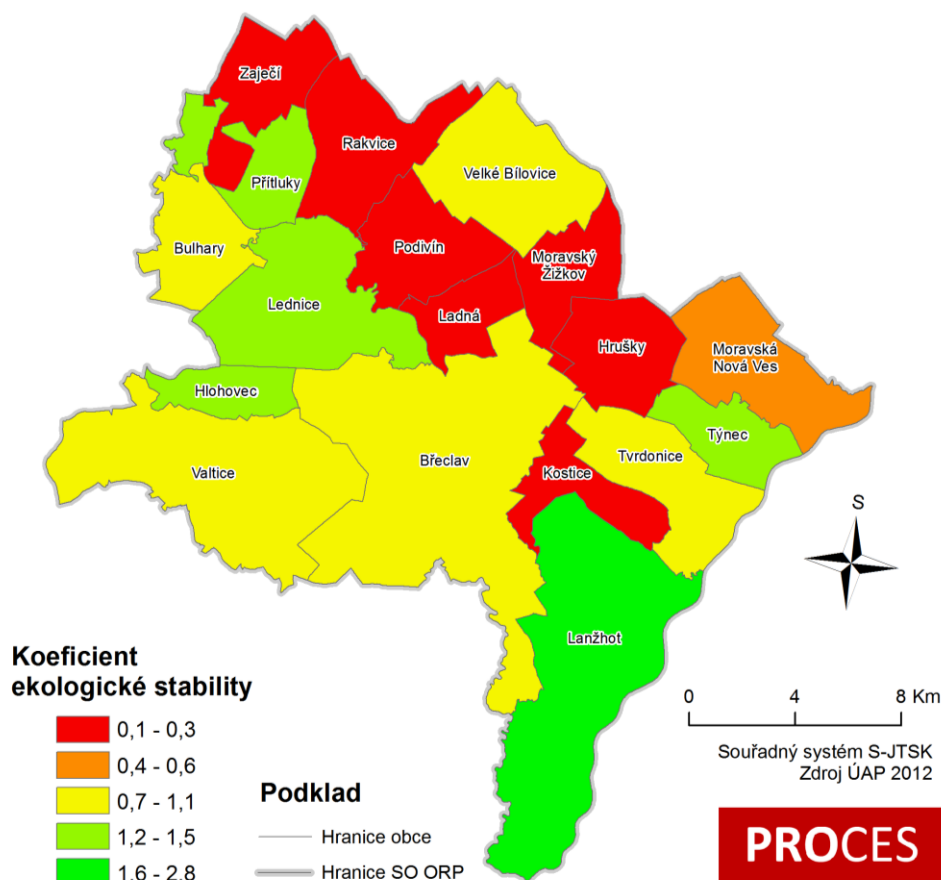 Zaječí
Rakvice
Přítluky
Velké Bílovice
Bulhary
Podivín
Moravský
Žižkov
Lednice
Ladná
Hrušky
Moravská
Nová Ves
Hlohovec
Týnec
Valtice
Břeclav
Tvrdonice
Kostice
Lanžhot
S
0 4 8 Km
Souřadný systém S-JTSK
Zdroj ÚAP 2012
Koeficient
ekologické stability
0,1 - 0,3
0,4 - 0,6
0,7 - 1,1
1,2 - 1,5
1,6 - 2,8
Podklad
Hranice obce
Hranice SO ORP
PROCES